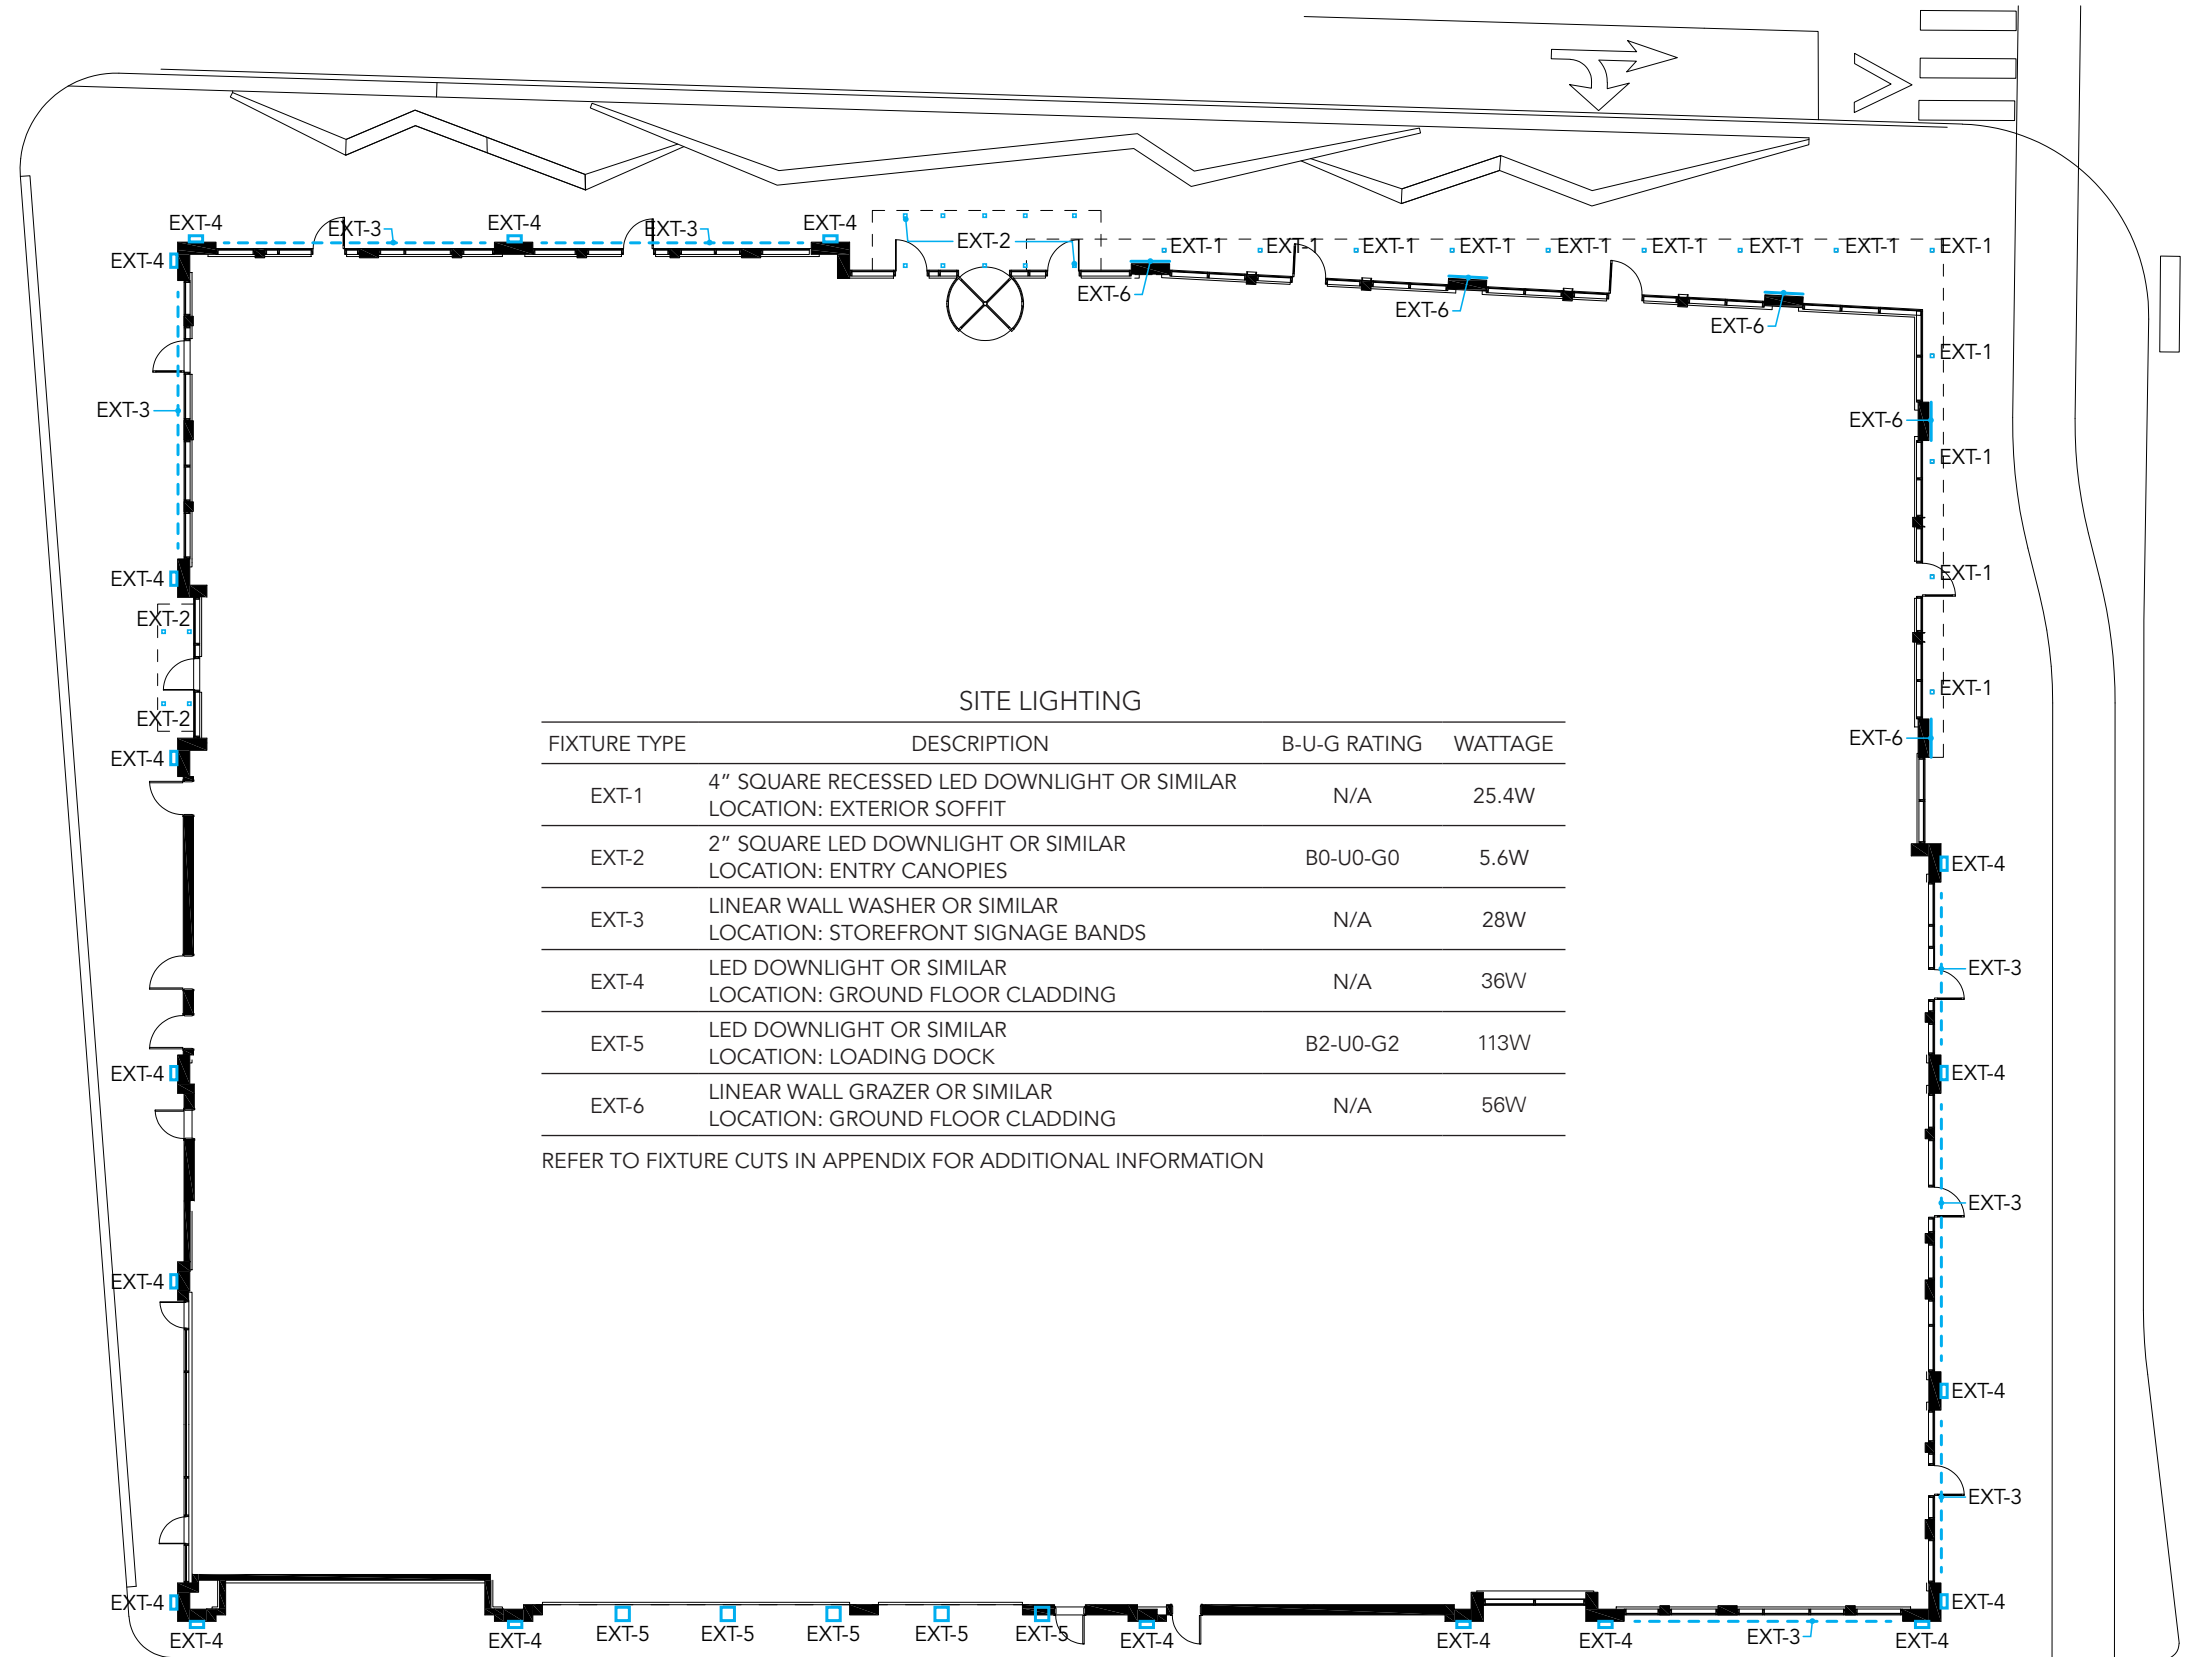 EXT-4
EXT-3
EXT-4
EXT-3
EXT-4
EXT-2
EXT-1
EXT-1
EXT-1
EXT-1
EXT-1
EXT-1
EXT-1
EXT-1
EXT-1
EXT-4
EXT-6
EXT-6
EXT-6
EXT-1
EXT-3
EXT-6
EXT-1
EXT-4
EXT-1
EXT-2
EXT-1
EXT-2
EXT-6
EXT-4
SITE LIGHTING
FIXTURE TYPE DESCRIPTION B-U-G RATING WATTAGE
EXT-1 4" SQUARE RECESSED LED DOWNLIGHT OR SIMILAR N/A 25.4W
LOCATION: EXTERIOR SOFFIT
EXT-2 2" SQUARE LED DOWNLIGHT OR SIMILAR B0-U0-G0 5.6W
LOCATION: ENTRY CANOPIES
EXT-3 LINEAR WALL WASHER OR SIMILAR N/A 28W
LOCATION: STOREFRONT SIGNAGE BANDS
EXT-4 LED DOWNLIGHT OR SIMILAR N/A 36W
LOCATION: GROUND FLOOR CLADDING
EXT-5 LED DOWNLIGHT OR SIMILAR B2-U0-G2 113W
LOCATION: LOADING DOCK
EXT-6 LINEAR WALL GRAZER OR SIMILAR N/A 56W
LOCATION: GROUND FLOOR CLADDING
REFER TO FIXTURE CUTS IN APPENDIX FOR ADDITIONAL INFORMATION
EXT-4
EXT-3
EXT-4
EXT-4
EXT-3
EXT-4
EXT-4
EXT-3
EXT-4
EXT-4
EXT-4
EXT-4
EXT-5
EXT-5
EXT-5
EXT-5
EXT-5
EXT-4
EXT-4
EXT-4
EXT-3
EXT-4